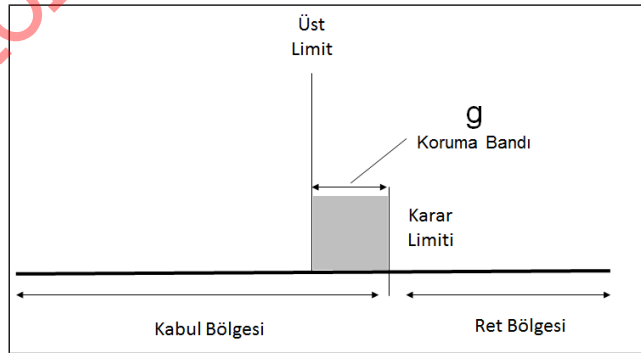 Üst
Limit
g
Koruma Bandı
Karar
Limiti
Kabul Bölgesi
Ret Bölgesi